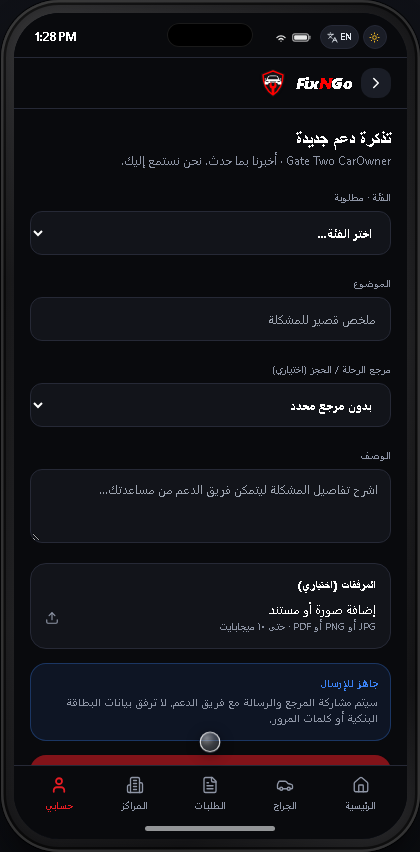 1:28 PM
EN
FixNGo
تذكرة دعم جديدة
Gate Two CarOwner · أخبرنا بما حدث، نحن نستمع إليك.
الفئة · مطلوبة
اختر الفئة...
الموضوع
ملخص قصير للمشكلة
مرجع الرحلة / الحجز (اختياري)
بدون مرجع محدد
الوصف
اشرح تفاصيل المشكلة ليتمكن فريق الدعم من مساعدتك...
المرفقات (اختياري)
إضافة صورة أو مستند
JPG أو PNG أو PDF · حتى ١٠ ميجابايت
جاهز للإرسال
سيتم مشاركة المرجع والرسالة مع فريق الدعم. لا ترفق بيانات البطاقة
البنكية أو كلمات المرور.
الرئيسية
الجراج
الطلبات
المراكز
حسابي